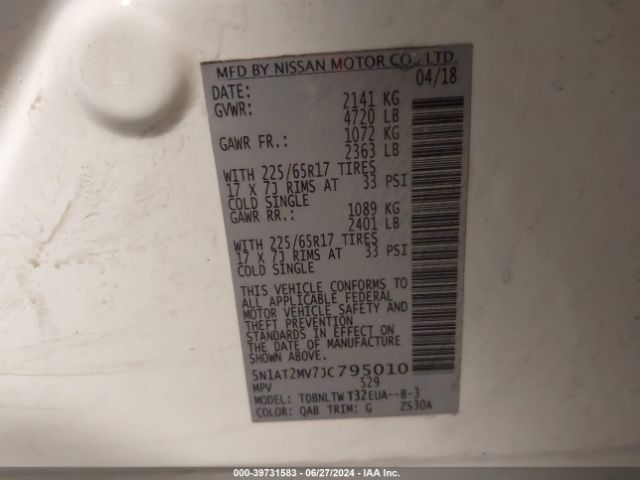 MFD BY NISSAN MOTOR CO., LTD.
DATE: 04/18
GVWR: 2141 KG
4720 LB
GAWR FR.: 1072 KG
2363 LB
WITH 225/65R17 TIRES
17 X 7J RIMS AT 33 PSI
COLD SINGLE
GAWR RR.: 1089 KG
2401 LB
WITH 225/65R17 TIRES
17 X 7J RIMS AT 33 PSI
COLD SINGLE
THIS VEHICLE CONFORMS TO
ALL APPLICABLE FEDERAL
MOTOR VEHICLE SAFETY AND
THEFT PREVENTION
STANDARDS IN EFFECT ON
THE DATE OF MANUFACTURE
SHOWN ABOVE.
5N1AT2MV7JC795010
MPV 529
MODEL: TDBNLTW T32EUA--B-3
COLOR: QAB TRIM: G ZS30A
000-39731583 / 06/27/2024 / IAA Inc.